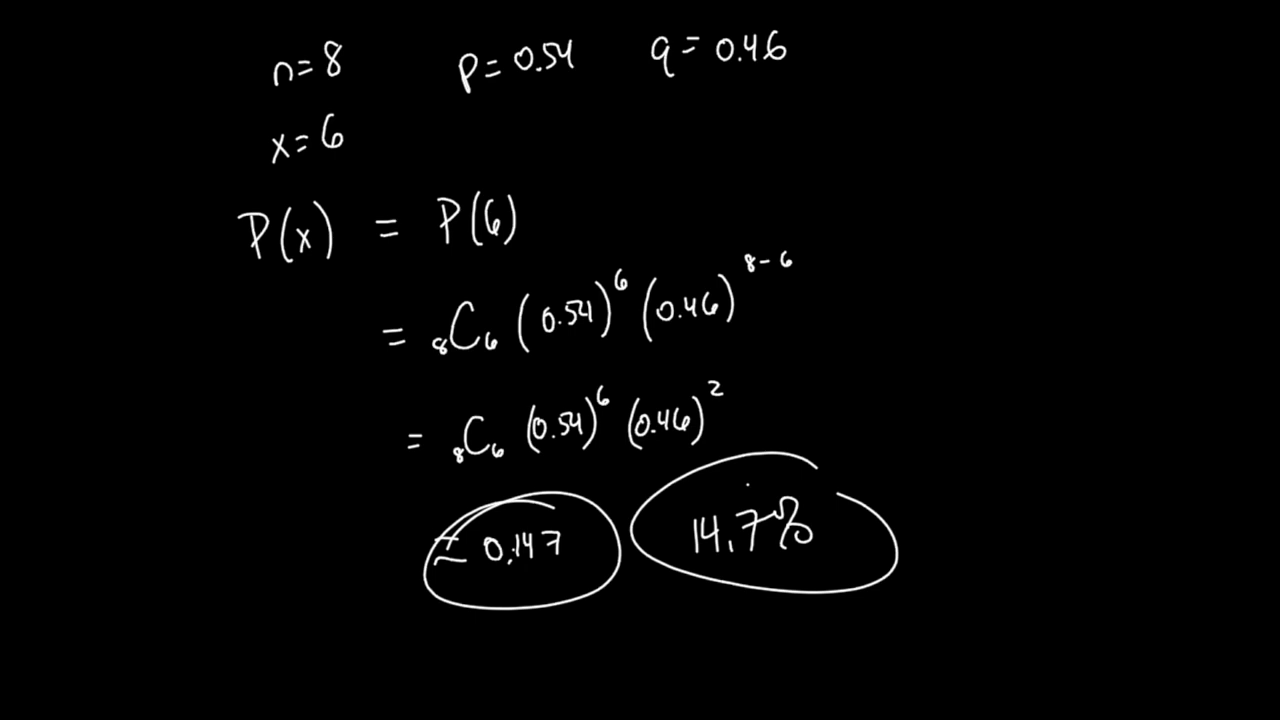 n=8 p=0.54 q=0.46
x=6
P(x) = P(6)
= ₈C₆ (0.54)⁶ (0.46)⁸⁻⁶
= ₈C₆ (0.54)⁶ (0.46)²
≈ 0.147 14.7%